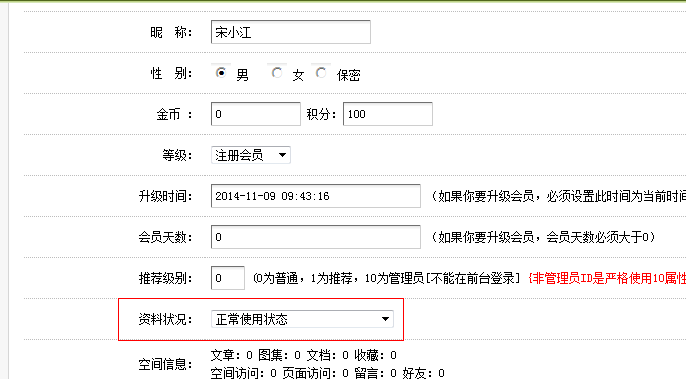 昵 称： 宋小江
性 别： 男 女 保密
金币 ： 0 积分：100
等级： 注册会员
升级时间： 2014-11-09 09:43:16 （如果你要升级会员，必须设置此时间为当前时间
会员天数： 0 （如果你要升级会员，会员天数必须大于0）
推荐级别： 0 （0为普通，1为推荐，10为管理员[不能在前台登录] {非管理员ID是严格使用10属性
资料状况： 正常使用状态
空间信息： 文章：0 图集：0 文档：0 收藏：0
空间访问：0 页面访问：0 留言：0 好友：0